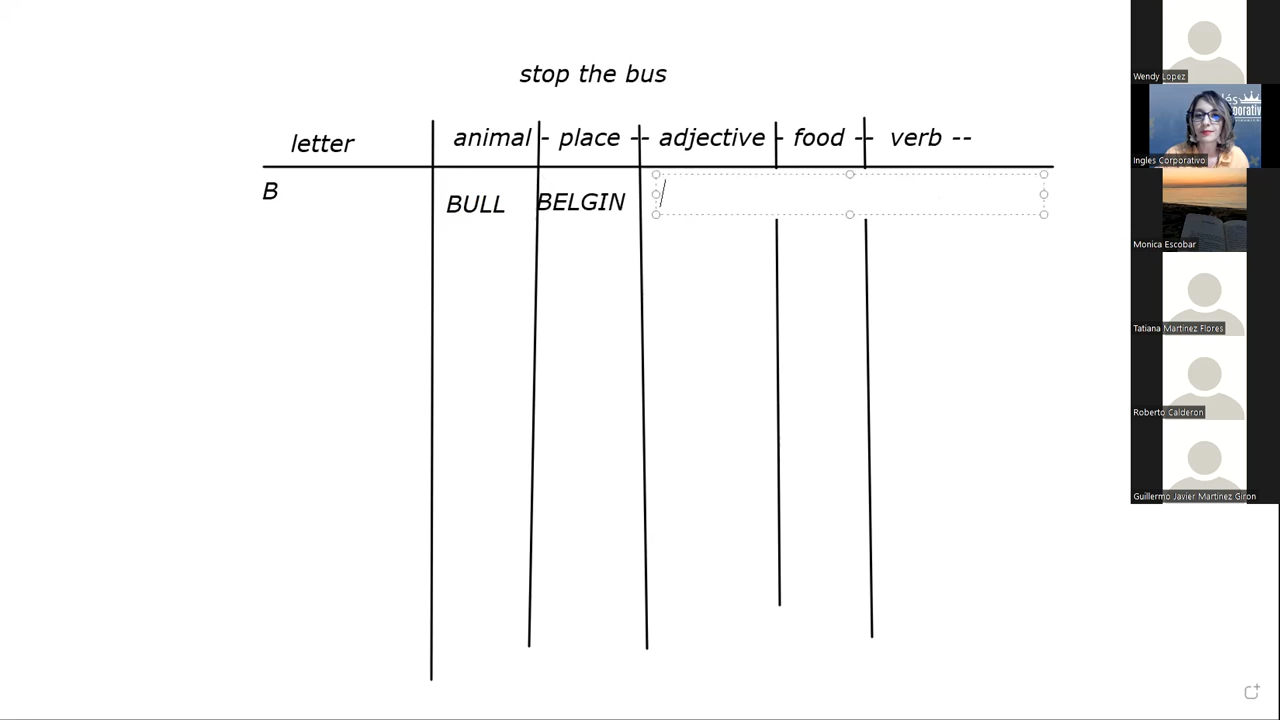 stop the bus
letter animal - place -- adjective - food -- verb --
B BULL BELGIN
Wendy Lopez
Ingles Corporativo
Monica Escobar
Tatiana Martinez Flores
Roberto Calderon
Guillermo Javier Martinez Giron